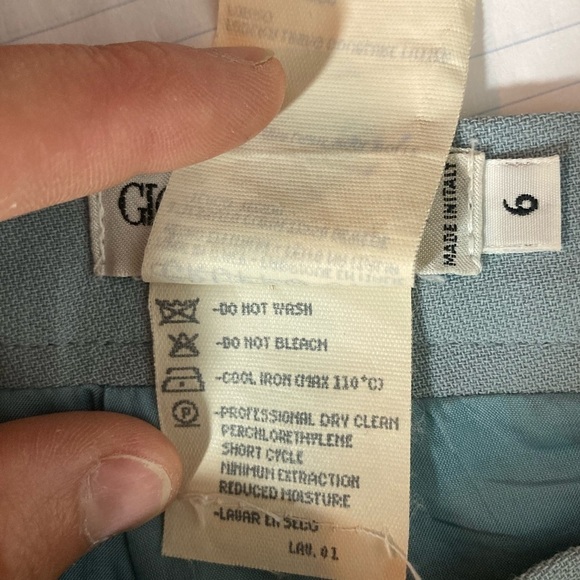 GIO
MADE IN ITALY
6
-DO NOT WASH
-DO NOT BLEACH
-COOL IRON (MAX 110°C)
P
-PROFESSIONAL DRY CLEAN
PERCHLORETHYLENE
SHORT CYCLE
MINIMUM EXTRACTION
REDUCED MOISTURE
-LAVAR EN SECO
LAV. 01